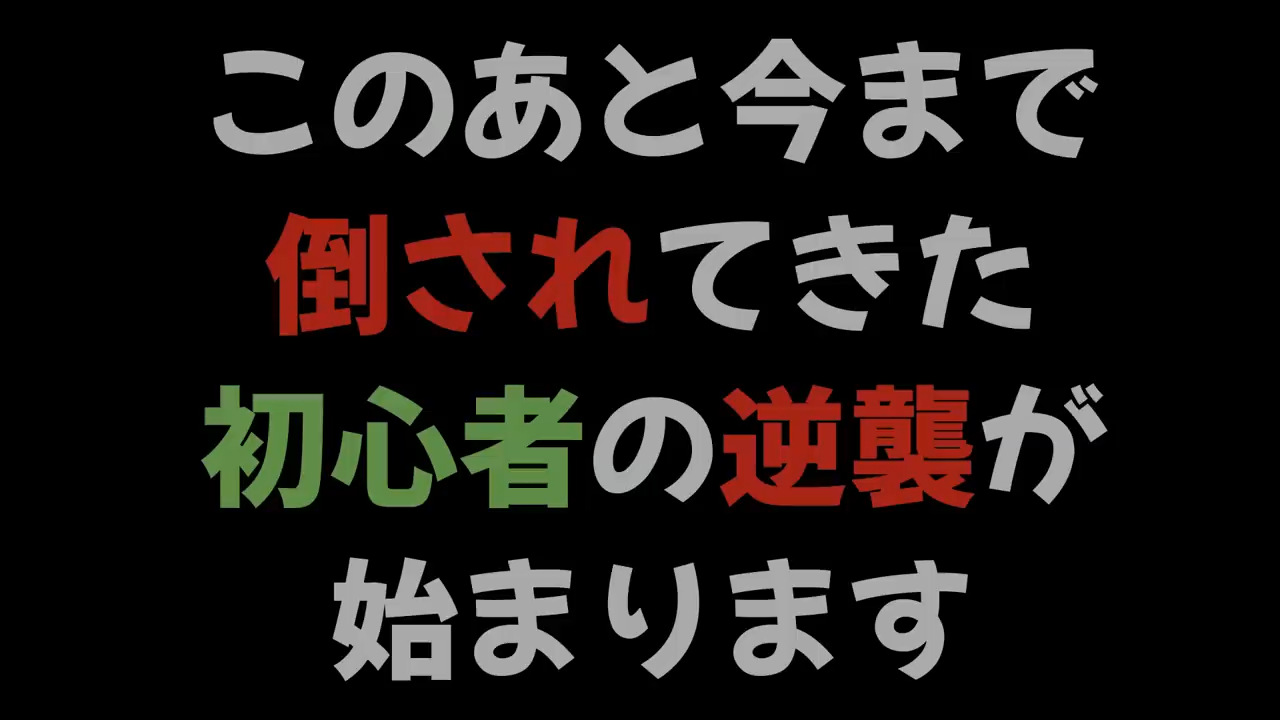 このあと今まで
倒されてきた
初心者の逆襲が
始まります